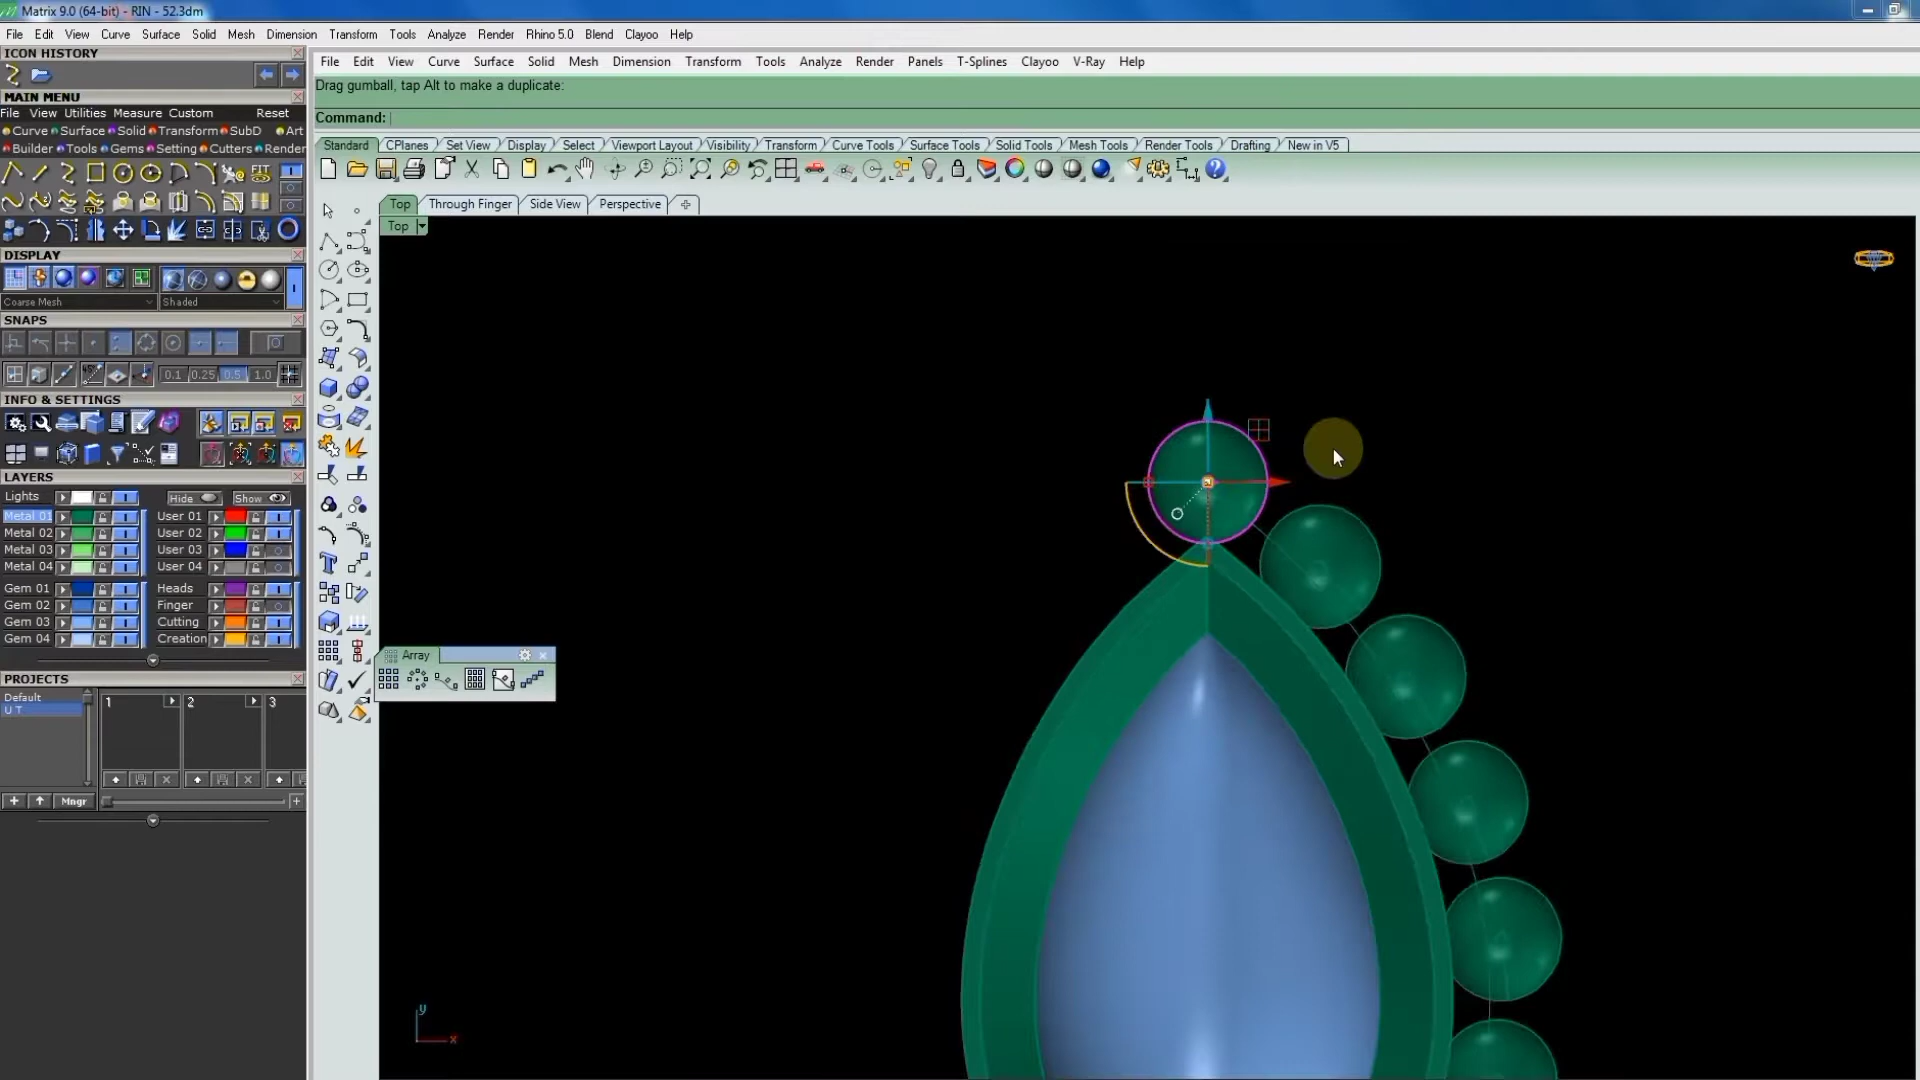 Matrix 9.0 (64-bit) - RIN - 52.3dm
File Edit View Curve Surface Solid Mesh Dimension Transform Tools Analyze Render Rhino 5.0 Blend Clayoo Help
ICON HISTORY
MAIN MENU
File View Utilities Measure Custom Reset
Curve Surface Solid Transform SubD Art
Builder Tools Gems Setting Cutters Render
FIT
DISPLAY
Coarse Mesh Shaded
SNAPS
0.1 0.25 0.5 1.0
INFO & SETTINGS
LAYERS
Lights Hide Show
Metal 01 User 01
Metal 02 User 02
Metal 03 User 03
Metal 04 User 04
Gem 01 Heads
Gem 02 Finger
Gem 03 Cutting
Gem 04 Creation
PROJECTS
Default
U T
1 2 3
Mngr
File Edit View Curve Surface Solid Mesh Dimension Transform Tools Analyze Render Panels T-Splines Clayoo V-Ray Help
Drag gumball, tap Alt to make a duplicate:
Command:
Standard CPlanes Set View Display Select Viewport Layout Visibility Transform Curve Tools Surface Tools Solid Tools Mesh Tools Render Tools Drafting New in V5
Top Through Finger Side View Perspective
Top
Array
y
x